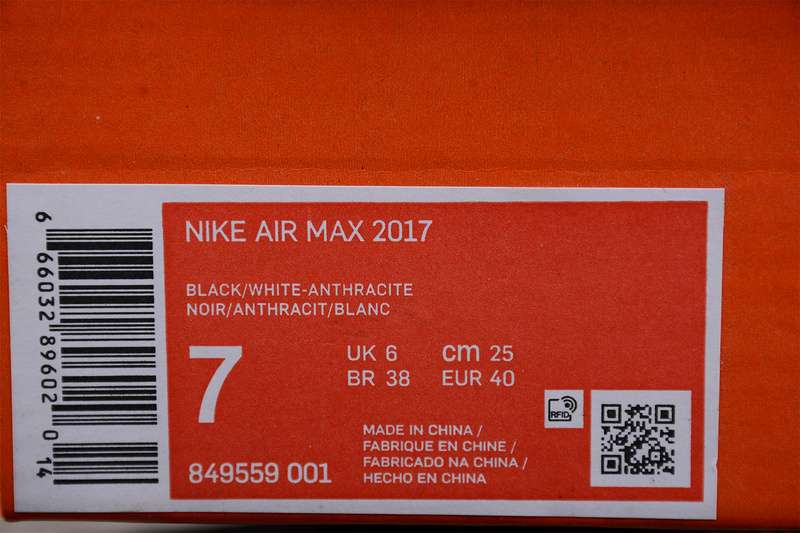 6 66032 89602 0 14
NIKE AIR MAX 2017
BLACK/WHITE-ANTHRACITE
NOIR/ANTHRACIT/BLANC
7
UK 6 cm 25
BR 38 EUR 40
RFID
849559 001
MADE IN CHINA /
FABRIQUE EN CHINE /
FABRICADO NA CHINA /
HECHO EN CHINA